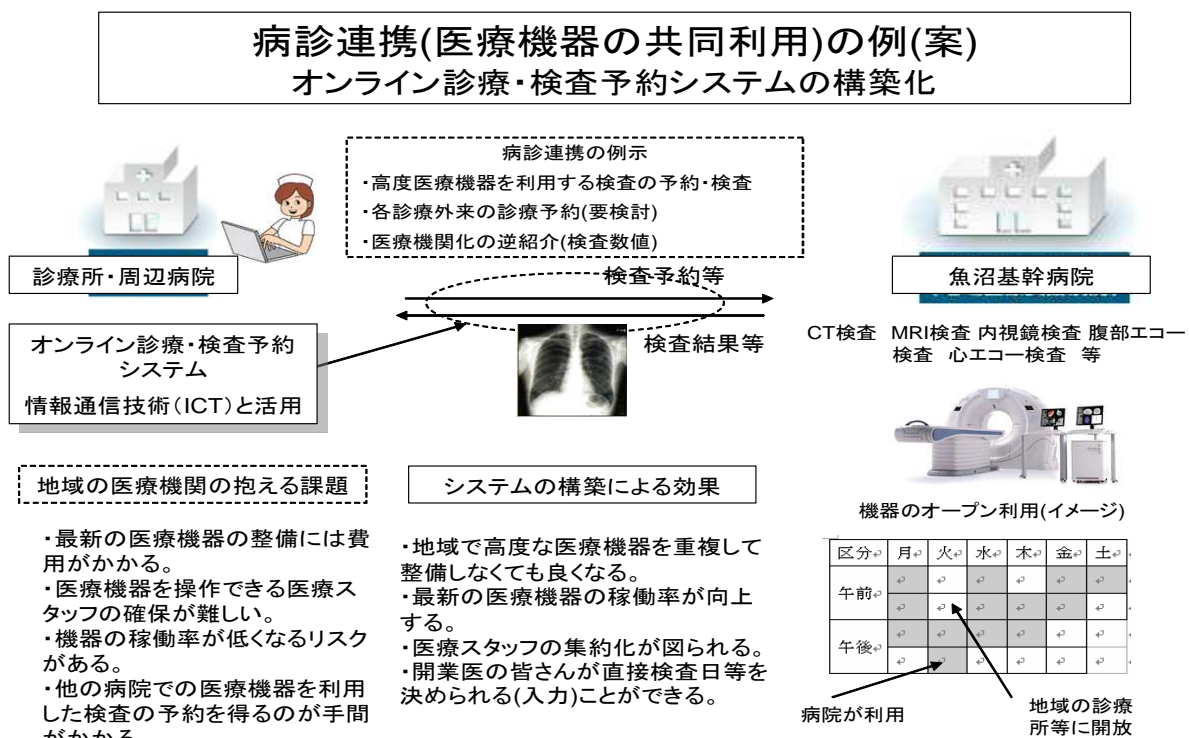 病診連携(医療機器の共同利用)の例(案)
オンライン診療・検査予約システムの構築化
病診連携の例示
・高度医療機器を利用する検査の予約・検査
・各診療外来の診療予約(要検討)
・医療機関化の逆紹介(検査数値)
診療所・周辺病院
検査予約等
魚沼基幹病院
オンライン診療・検査予約
システム
情報通信技術(ICT)と活用
検査結果等
CT検査 MRI検査 内視鏡検査 腹部エコー
検査 心エコー検査 等
地域の医療機関の抱える課題
・最新の医療機器の整備には費
用がかかる。
・医療機器を操作できる医療ス
タッフの確保が難しい。
・機器の稼働率が低くなるリスク
がある。
・他の病院での医療機器を利用
した検査の予約を得るのが手間
がかかる
システムの構築による効果
・地域で高度な医療機器を重複して
整備しなくても良くなる。
・最新の医療機器の稼働率が向上
する。
・医療スタッフの集約化が図られる。
・開業医の皆さんが直接検査日等を
決められる(入力)ことができる。
機器のオープン利用(イメージ)
区分 月 火 水 木 金 土
午前
午後
病院が利用
地域の診療
所等に開放